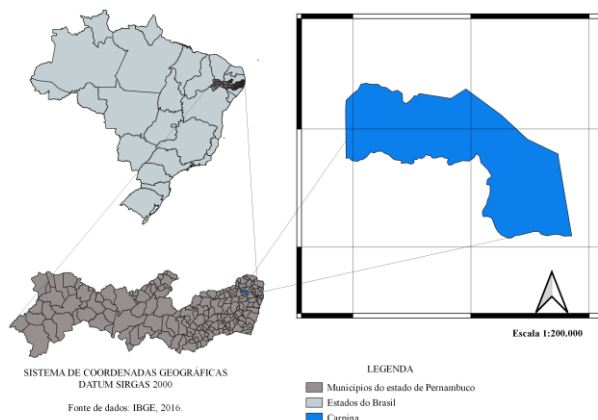 Escala 1:200.000
SISTEMA DE COORDENADAS GEOGRÁFICAS
DATUM SIRGAS 2000
Fonte de dados: IBGE, 2016.
LEGENDA
Municípios do estado de Pernambuco
Estados do Brasil
Carpina